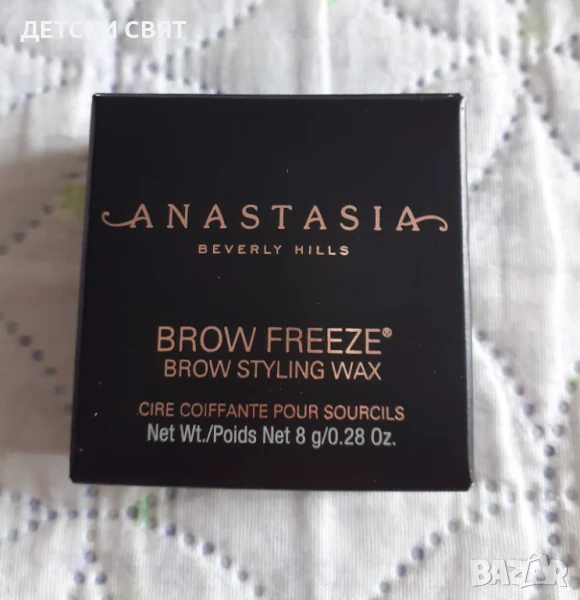 ДЕТСКИ СВЯТ
ANASTASIA
BEVERLY HILLS
BROW FREEZE®
BROW STYLING WAX
CIRE COIFFANTE POUR SOURCILS
Net Wt./Poids Net 8 g/0.28 Oz.
BAZAR